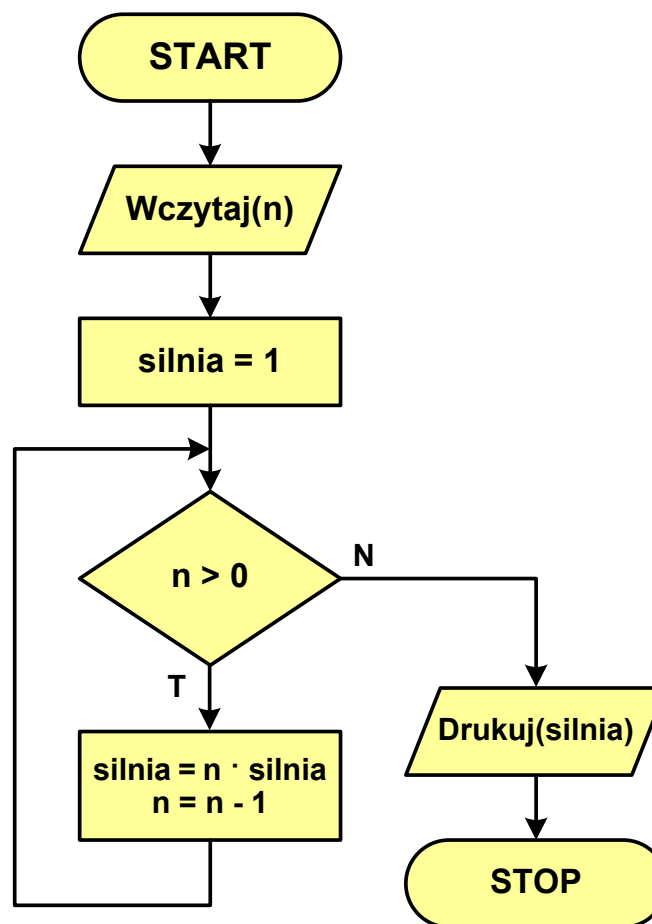 START
Wczytaj(n)
silnia = 1
n > 0
N
T
silnia = n · silnia
n = n - 1
Drukuj(silnia)
STOP